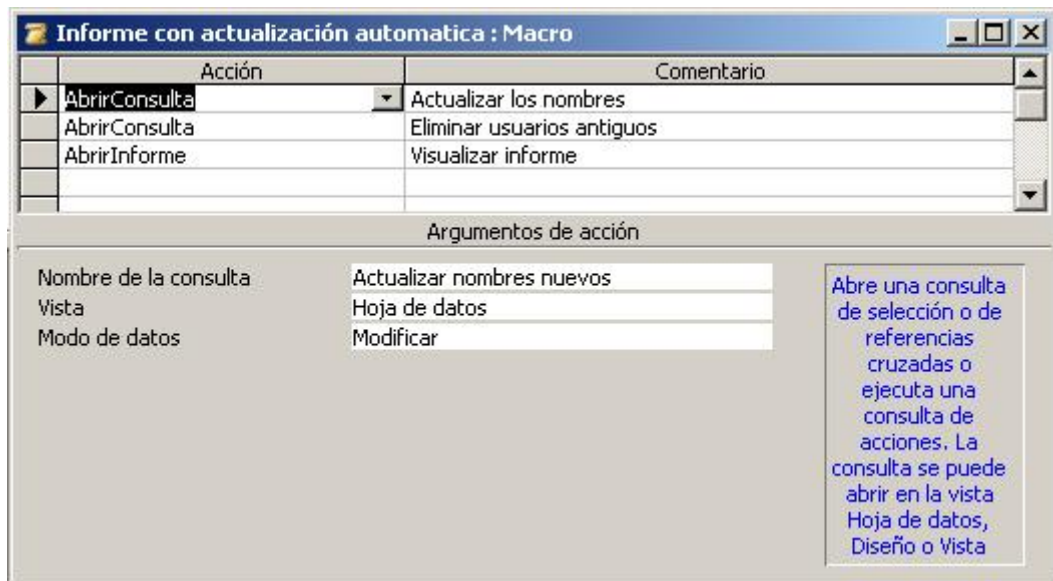 Informe con actualización automatica : Macro
Acción Comentario
AbrirConsulta Actualizar los nombres
AbrirConsulta Eliminar usuarios antiguos
AbrirInforme Visualizar informe
Argumentos de acción
Nombre de la consulta Actualizar nombres nuevos
Vista Hoja de datos
Modo de datos Modificar
Abre una consulta
de selección o de
referencias
cruzadas o
ejecuta una
consulta de
acciones. La
consulta se puede
abrir en la vista
Hoja de datos,
Diseño o Vista